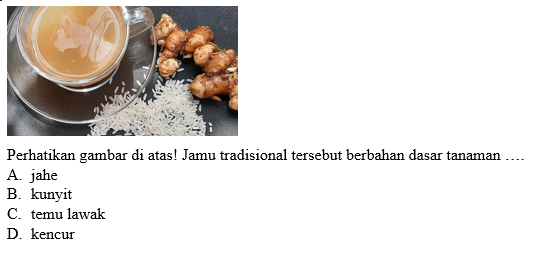 Perhatikan gambar di atas! Jamu tradisional tersebut berbahan dasar tanaman ….
A. jahe
B. kunyit
C. temu lawak
D. kencur